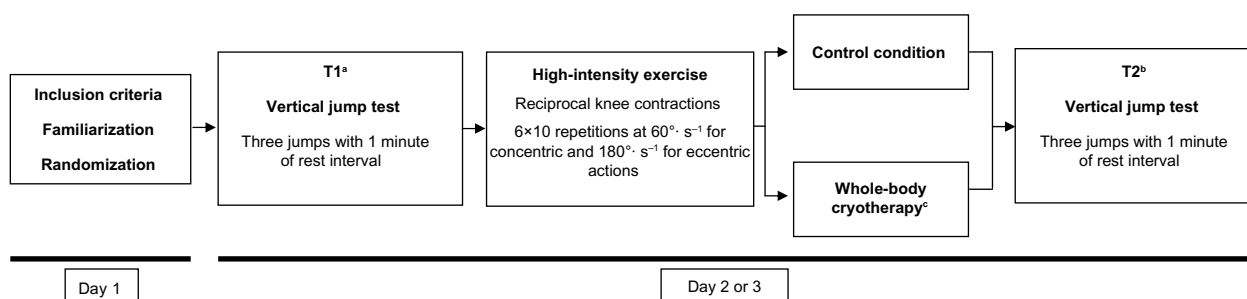 Inclusion criteria
Familiarization
Randomization
T1ᵃ
Vertical jump test
Three jumps with 1 minute
of rest interval
High-intensity exercise
Reciprocal knee contractions
6×10 repetitions at 60°· s⁻¹ for
concentric and 180°· s⁻¹ for eccentric
actions
Control condition
Whole-body
cryotherapyᶜ
T2ᵇ
Vertical jump test
Three jumps with 1 minute
of rest interval
Day 1
Day 2 or 3